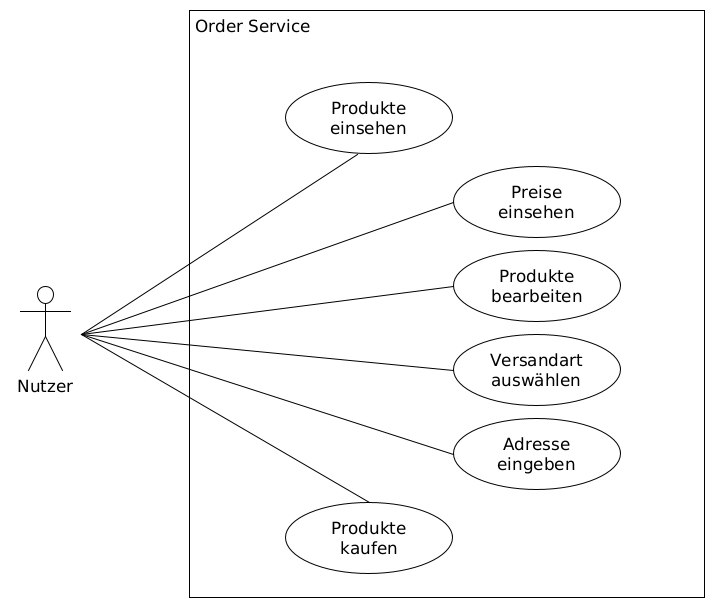 Order Service
Produkte
einsehen
Preise
einsehen
Produkte
bearbeiten
Versandart
auswählen
Adresse
eingeben
Produkte
kaufen
Nutzer